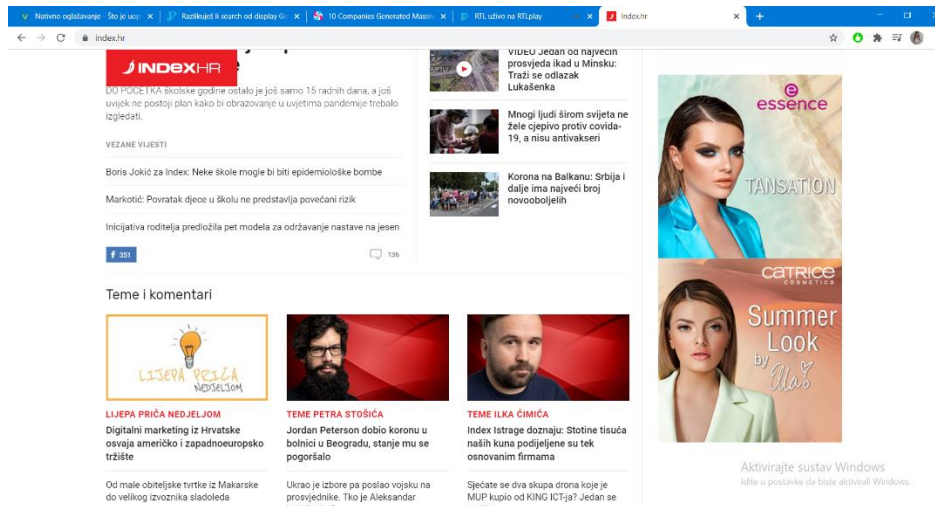 Nativno oglašavanje - Što je uop
Razlikuješ li search od display Go
10 Companies Generated Massiv
RTL uživo na RTLplay
Index.hr
index.hr
INDEXHR
DO POČETKA školske godine ostalo je još samo 15 radnih dana, a još
uvijek ne postoji plan kako bi obrazovanje u uvjetima pandemije trebalo
izgledati.
VEZANE VIJESTI
Boris Jokić za Index: Neke škole mogle bi biti epidemiološke bombe
Markotić: Povratak djece u školu ne predstavlja povećani rizik
Inicijativa roditelja predložila pet modela za održavanje nastave na jesen
f 351
136
VIDEO Jedan od najvećih
prosvjeda ikad u Minsku:
Traži se odlazak
Lukašenka
Mnogi ljudi širom svijeta ne
žele cjepivo protiv covida-
19, a nisu antivakseri
Korona na Balkanu: Srbija i
dalje ima najveći broj
novooboljelih
essence
TANSATION
CATRICE
COSMETICS
Summer
Look
by
Ella's
Teme i komentari
LIJEPA PRIČA
NEDJELJOM
LIJEPA PRIČA NEDJELJOM
Digitalni marketing iz Hrvatske
osvaja američko i zapadnoeuropsko
tržište
Od male obiteljske tvrtke iz Makarske
do velikog izvoznika sladoleda
TEME PETRA STOŠIĆA
Jordan Peterson dobio koronu u
bolnici u Beogradu, stanje mu se
pogoršalo
Ukrao je izbore pa poslao vojsku na
prosvjednike. Tko je Aleksandar
TEME ILKA ĆIMIĆA
Index Istrage doznaju: Stotine tisuća
naših kuna podijeljene su tek
osnovanim firmama
Sjećate se dva skupa drona koje je
MUP kupio od KING ICT-ja? Jedan se
Aktivirajte sustav Windows
Idite u postavke da biste aktivirali Windows.